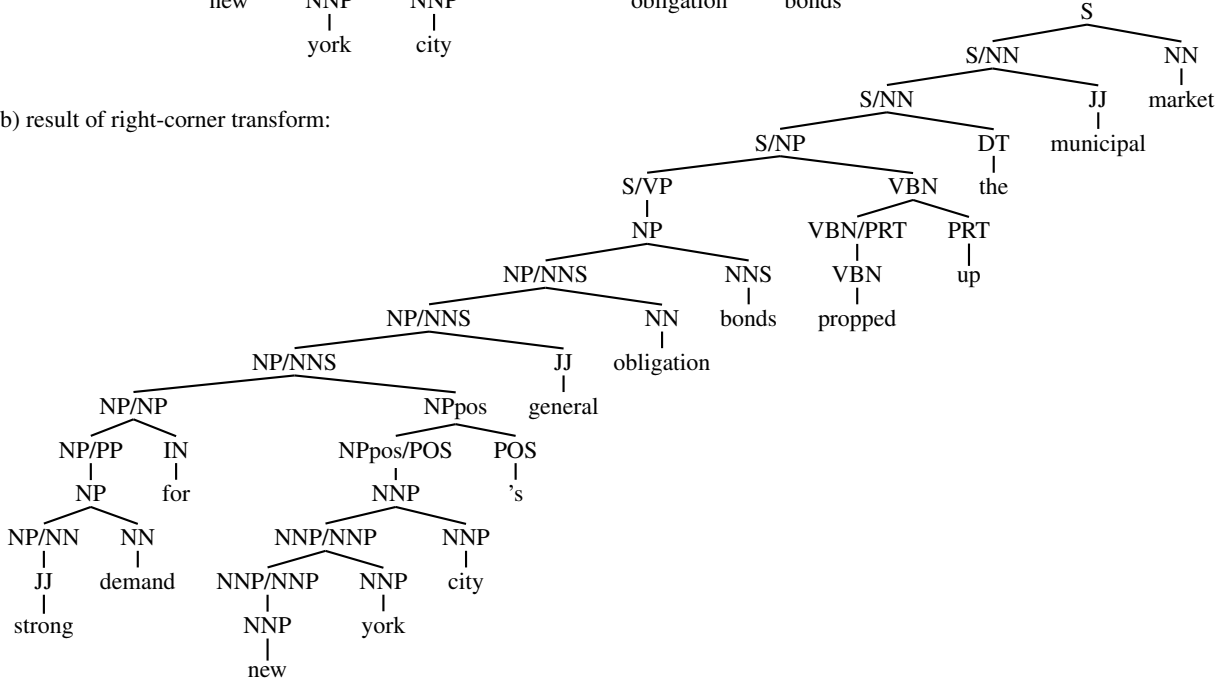 new NNP NNP obligation bonds
york city
S
S/NN NN
S/NN JJ market
b) result of right-corner transform:
S/NP DT municipal
S/VP VBN the
NP VBN/PRT PRT
NP/NNS NNS VBN up
NP/NNS NN bonds propped
NP/NNS JJ obligation
NP/NP NPpos general
NP/PP IN NPpos/POS POS
NP for NNP 's
NP/NN NN NNP/NNP NNP
JJ demand NNP/NNP NNP city
strong NNP york
new